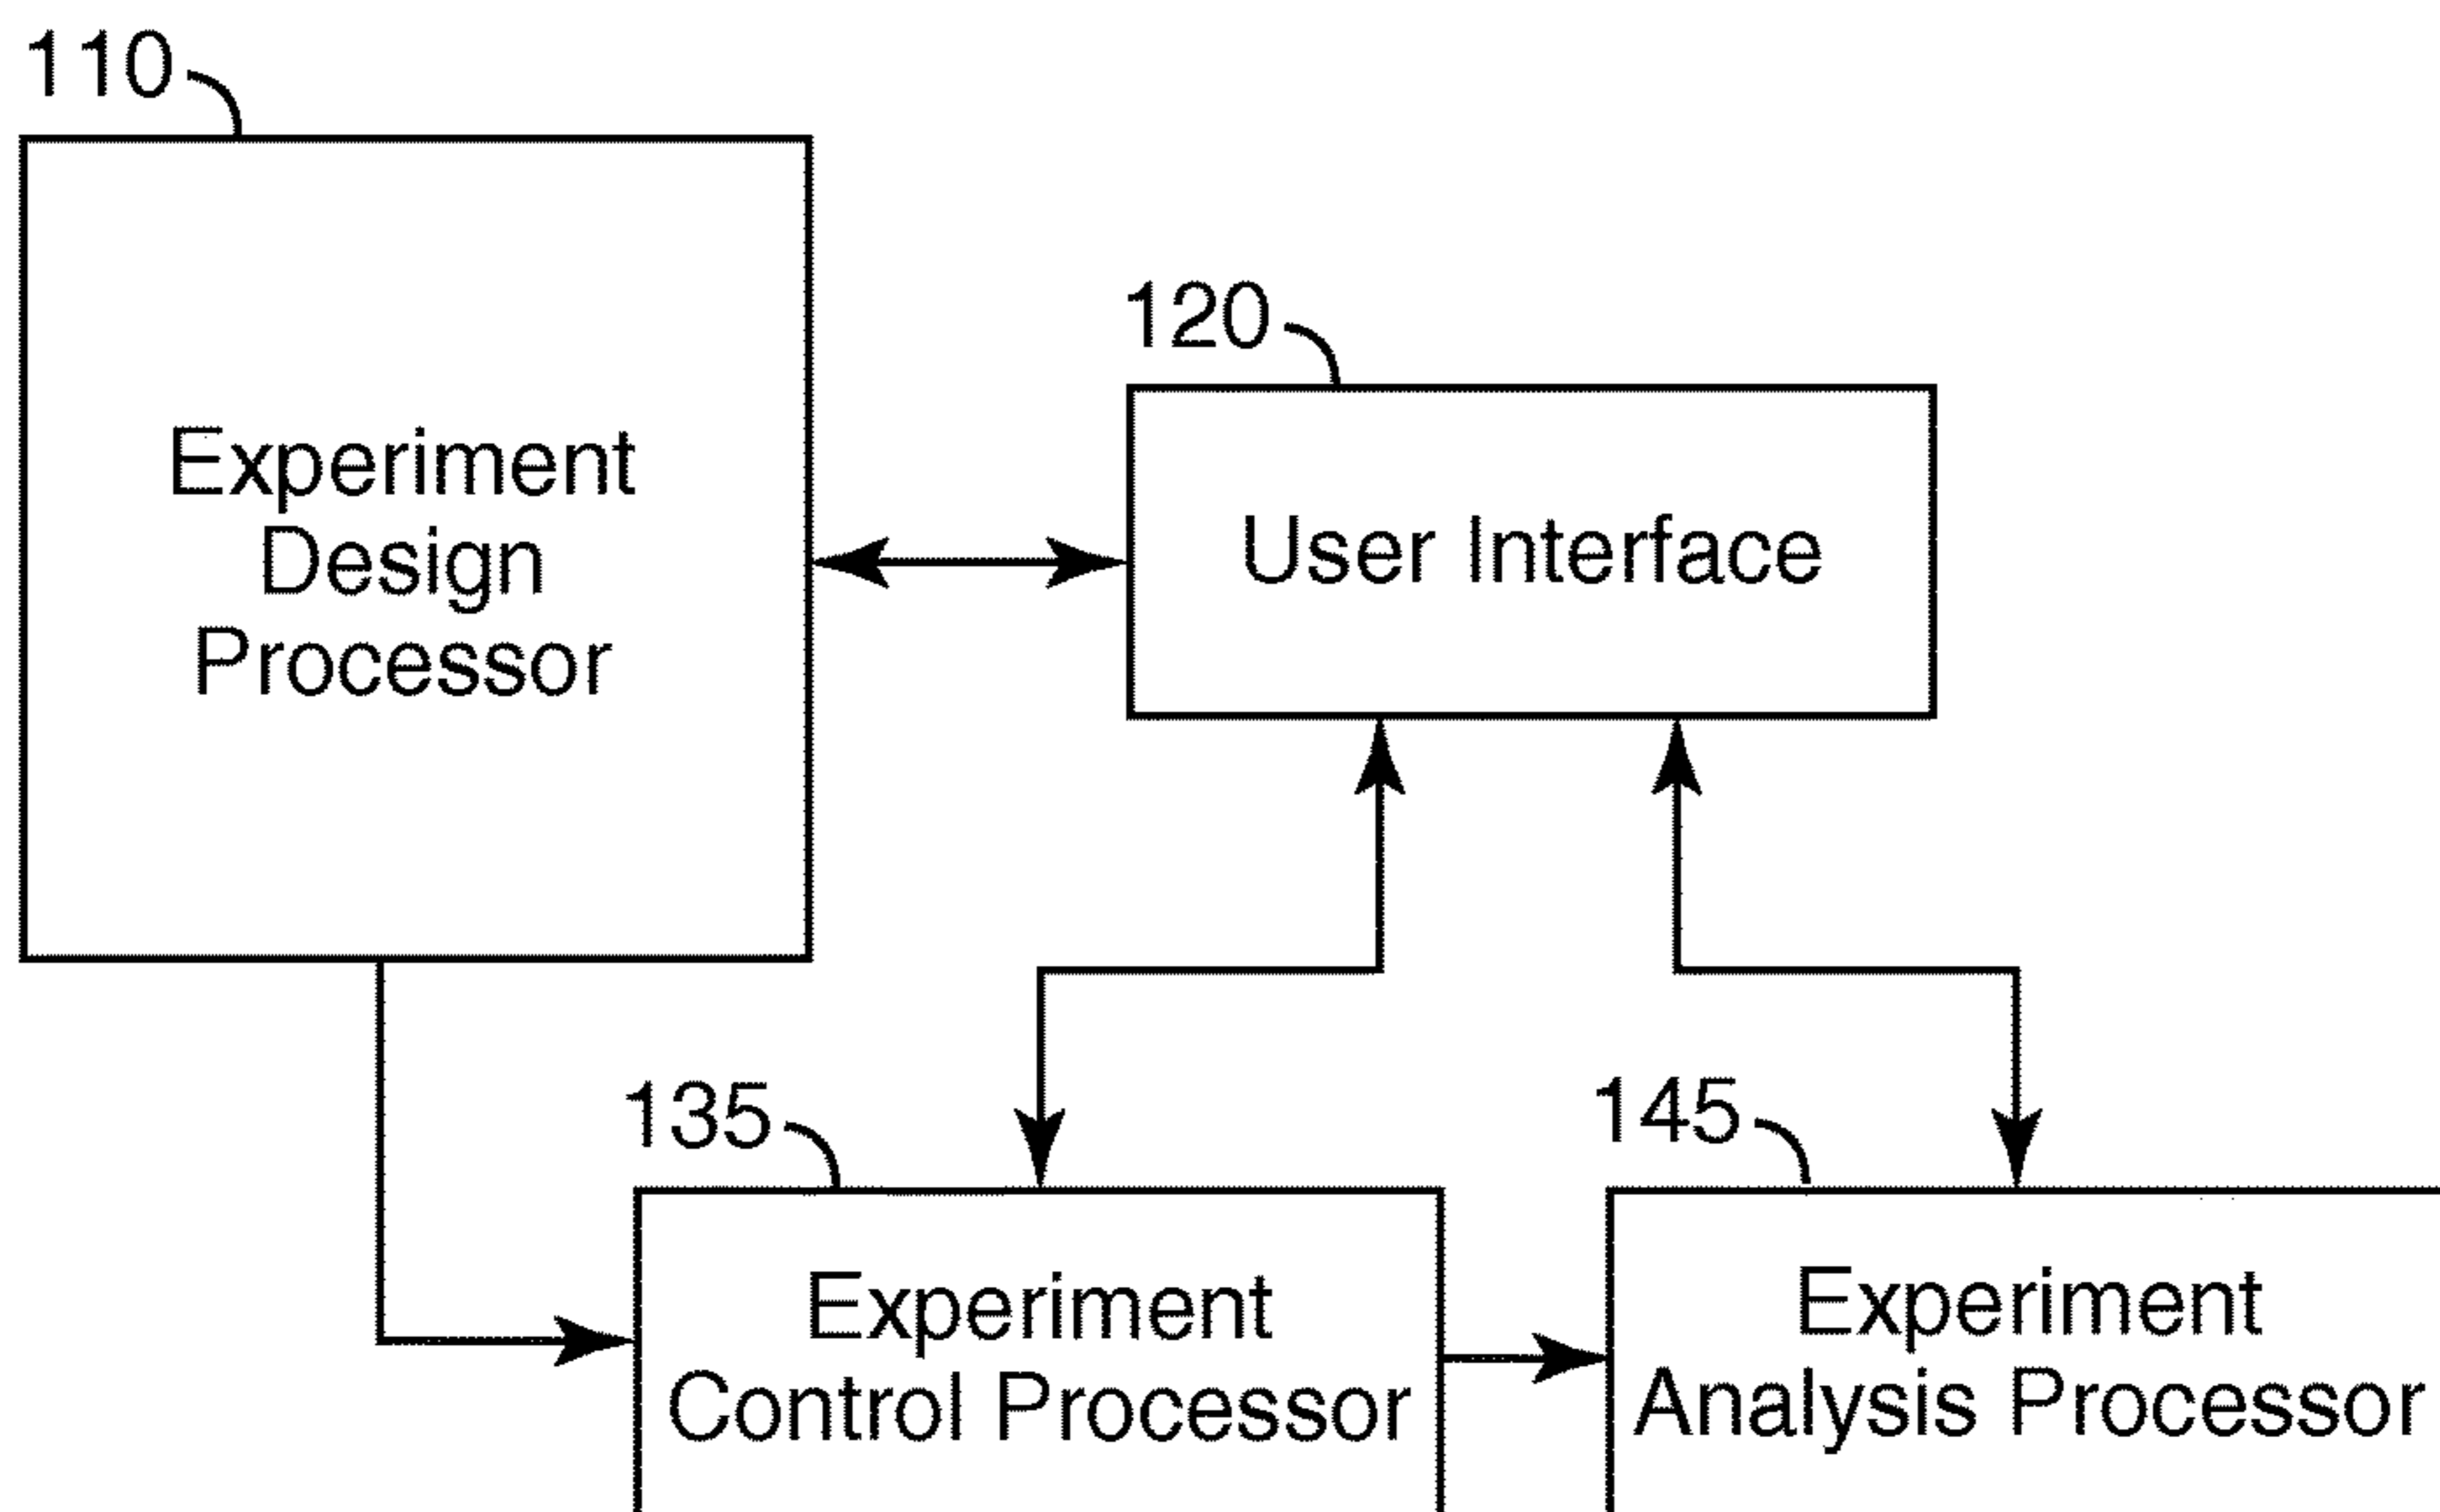 110
Experiment
Design
Processor
120
User Interface
135
Experiment
Control Processor
145
Experiment
Analysis Processor